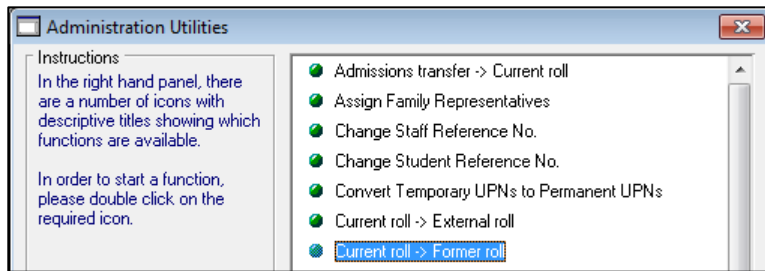 Administration Utilities
Instructions
In the right hand panel, there
are a number of icons with
descriptive titles showing which
functions are available.
In order to start a function,
please double click on the
required icon.
Admissions transfer -> Current roll
Assign Family Representatives
Change Staff Reference No.
Change Student Reference No.
Convert Temporary UPNs to Permanent UPNs
Current roll -> External roll
Current roll -> Former roll